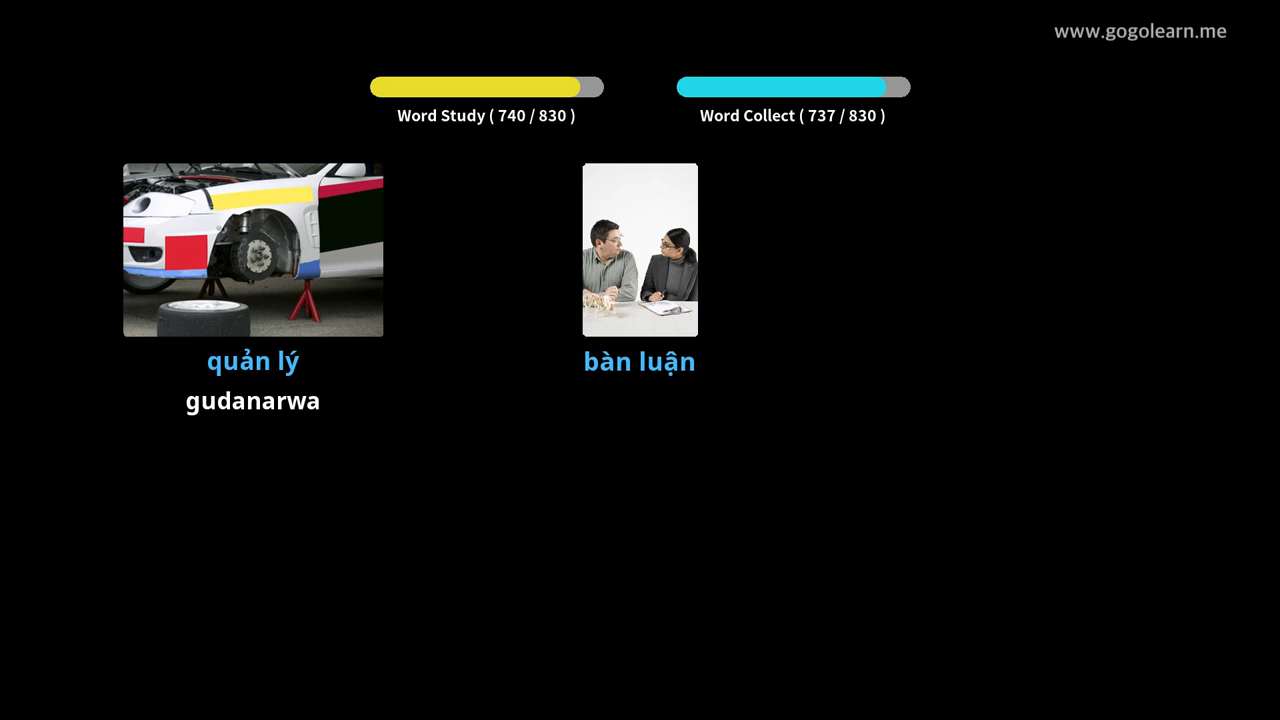 www.gogolearn.me
Word Study ( 740 / 830 )
Word Collect ( 737 / 830 )
quản lý
gudanarwa
bàn luận